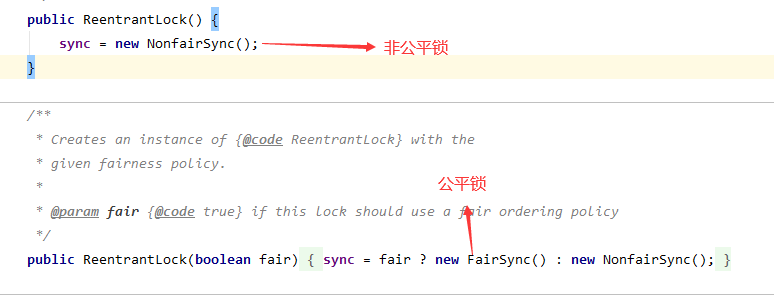 public ReentrantLock() {
sync = new NonfairSync(); 非公平锁
}
/**
* Creates an instance of {@code ReentrantLock} with the
* given fairness policy.
*
公平锁
* @param fair {@code true} if this lock should use a fair ordering policy
*/
public ReentrantLock(boolean fair) { sync = fair ? new FairSync() : new NonfairSync(); }